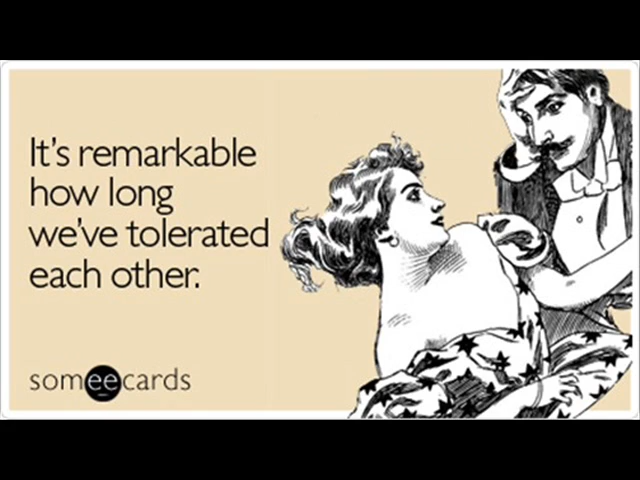 It's remarkable
how long
we've tolerated
each other.
someecards